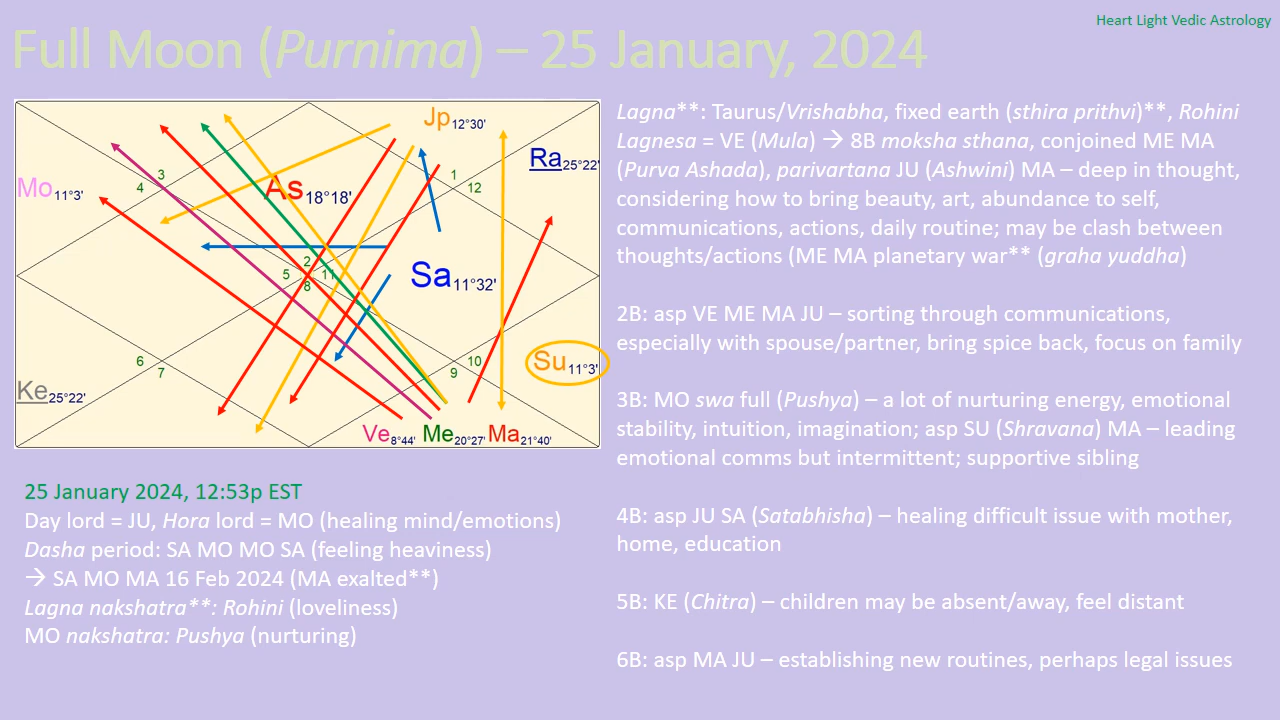 Heart Light Vedic Astrology
Full Moon (Purnima) – 25 January, 2024
Jp12°30'
Ra25°22'
Mo11°3'
3
4
As18°18'
1
12
2
5
11
8
Sa11°32'
6
7
10
9
Su11°3'
Ke25°22'
Ve8°44'
Me20°27'
Ma21°40'
25 January 2024, 12:53p EST
Day lord = JU, Hora lord = MO (healing mind/emotions)
Dasha period: SA MO MO SA (feeling heaviness)
→ SA MO MA 16 Feb 2024 (MA exalted**)
Lagna nakshatra**: Rohini (loveliness)
MO nakshatra: Pushya (nurturing)
Lagna**: Taurus/Vrishabha, fixed earth (sthira prithvi)**, Rohini
Lagnesa = VE (Mula) → 8B moksha sthana, conjoined ME MA
(Purva Ashada), parivartana JU (Ashwini) MA – deep in thought,
considering how to bring beauty, art, abundance to self,
communications, actions, daily routine; may be clash between
thoughts/actions (ME MA planetary war** (graha yuddha)
2B: asp VE ME MA JU – sorting through communications,
especially with spouse/partner, bring spice back, focus on family
3B: MO swa full (Pushya) – a lot of nurturing energy, emotional
stability, intuition, imagination; asp SU (Shravana) MA – leading
emotional comms but intermittent; supportive sibling
4B: asp JU SA (Satabhisha) – healing difficult issue with mother,
home, education
5B: KE (Chitra) – children may be absent/away, feel distant
6B: asp MA JU – establishing new routines, perhaps legal issues